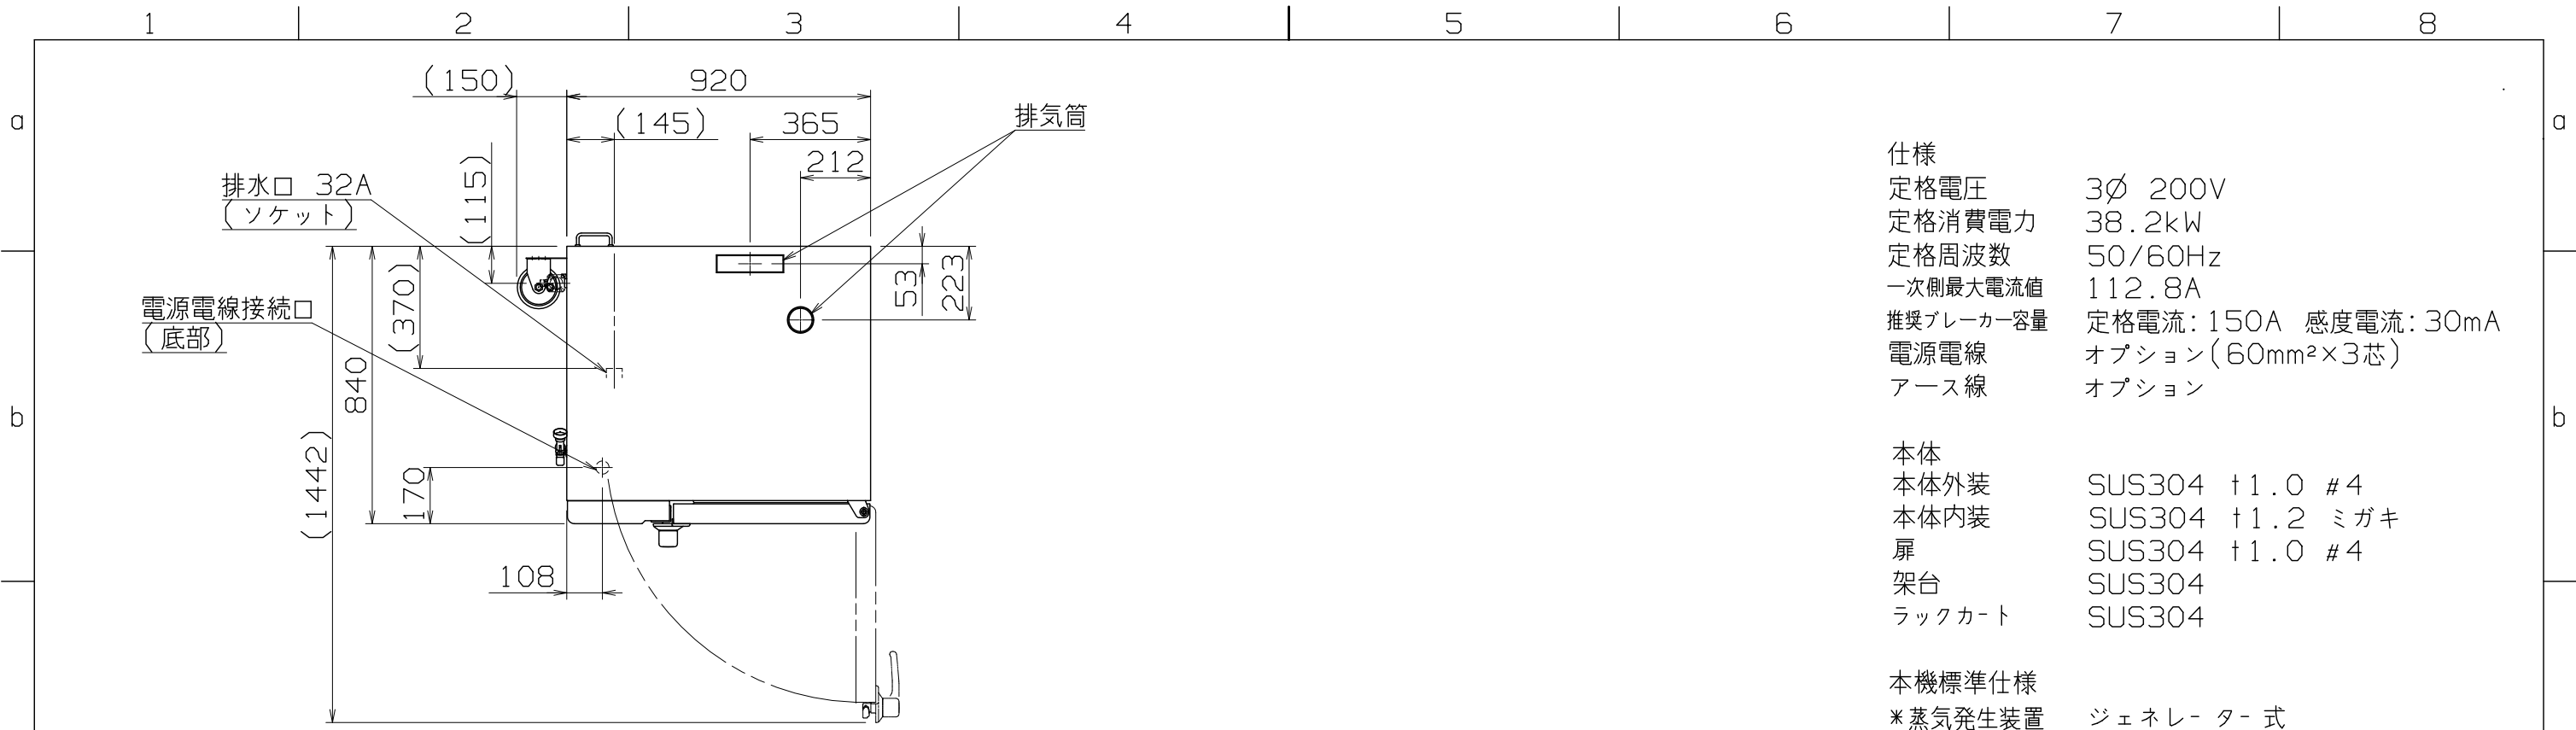 1 2 3 4 5 6 7 8
a
a
b
b
(150)
920
(145)
365
212
排気筒
(115)
排水口 32A
(ソケット)
電源電線接続口
(底部)
(370)
840
(1442)
170
108
53
223
仕様
定格電圧 3Ø 200V
定格消費電力 38.2kW
定格周波数 50/60Hz
一次側最大電流値 112.8A
推奨ブレーカー容量 定格電流:150A 感度電流:30mA
電源電線 オプション(60mm²×3芯)
アース線 オプション
本体
本体外装 SUS304 t1.0 #4
本体内装 SUS304 t1.2 ミガキ
扉 SUS304 t1.0 #4
架台 SUS304
ラックカート SUS304
本機標準仕様
*蒸気発生装置 ジェネレーター式